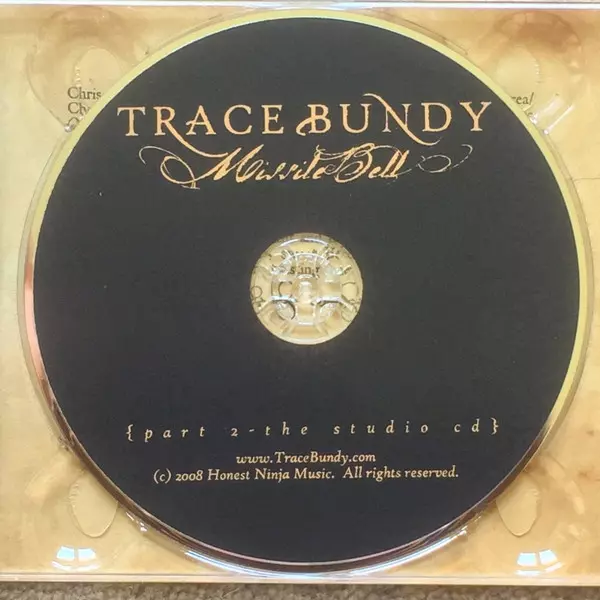 Chris
TRACE BUNDY
Missile Bell
{part 2-the studio cd}
www.TraceBundy.com
(c) 2008 Honest Ninja Music. All rights reserved.